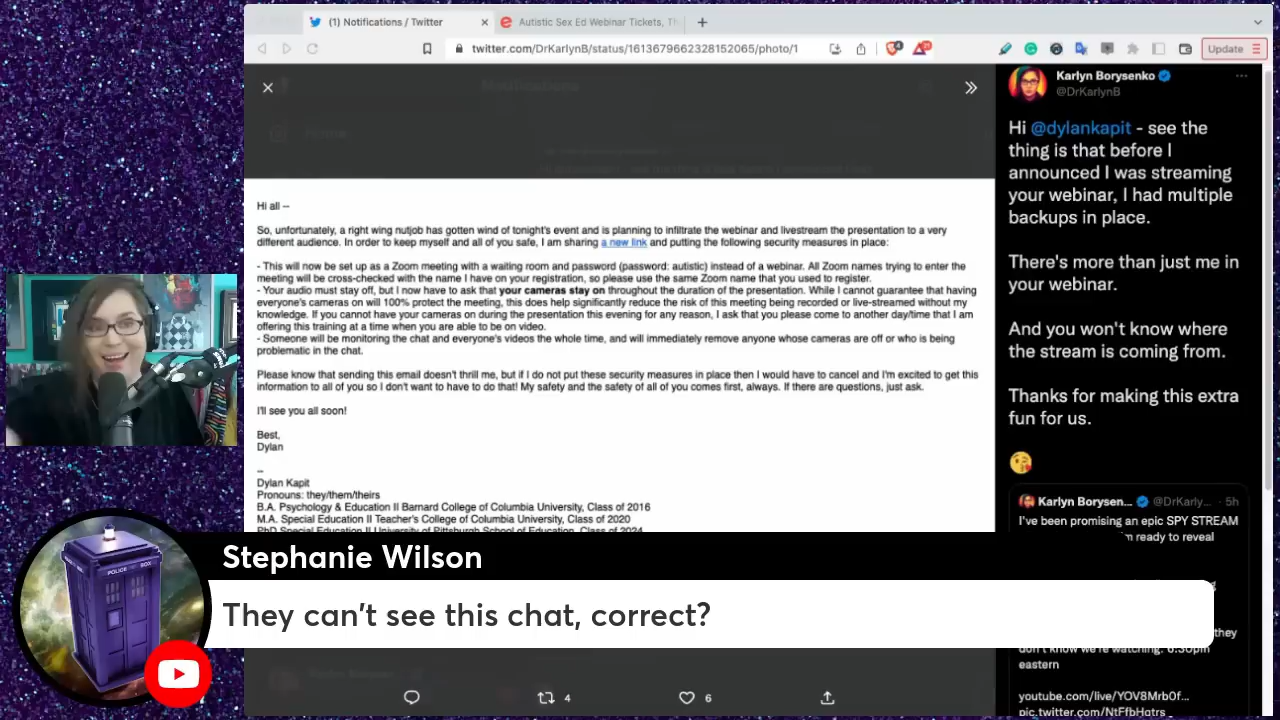 (1) Notifications / Twitter
Autistic Sex Ed Webinar Tickets, Th
twitter.com/DrKarlynB/status/1613679662328152065/photo/1
Update
Hi all --
So, unfortunately, a right wing nutjob has gotten wind of tonight's event and is planning to infiltrate the webinar and livestream the presentation to a very
different audience. In order to keep myself and all of you safe, I am sharing a new link and putting the following security measures in place:
- This will now be set up as a Zoom meeting with a waiting room and password (password: autistic) instead of a webinar. All Zoom names trying to enter the
meeting will be cross-checked with the name I have on your registration, so please use the same Zoom name that you used to register.
- Your audio must stay off, but I now have to ask that your cameras stay on throughout the duration of the presentation. While I cannot guarantee that having
everyone's cameras on will 100% protect the meeting, this does help significantly reduce the risk of this meeting being recorded or live-streamed without my
knowledge. If you cannot have your cameras on during the presentation this evening for any reason, I ask that you please come to another day/time that I am
offering this training at a time when you are able to be on video.
- Someone will be monitoring the chat and everyone's videos the whole time, and will immediately remove anyone whose cameras are off or who is being
problematic in the chat.
Please know that sending this email doesn't thrill me, but if I do not put these security measures in place then I would have to cancel and I'm excited to get this
information to all of you so I don't want to have to do that! My safety and the safety of all of you comes first, always. If there are questions, just ask.
I'll see you all soon!
Best,
Dylan
--
Dylan Kapit
Pronouns: they/them/theirs
B.A. Psychology & Education II Barnard College of Columbia University, Class of 2016
M.A. Special Education II Teacher's College of Columbia University, Class of 2020
PhD Special Education II University of Pittsburgh School of Education, Class of 2024
Karlyn Borysenko
@DrKarlynB
Hi @dylankapit - see the
thing is that before I
announced I was streaming
your webinar, I had multiple
backups in place.
There's more than just me in
your webinar.
And you won't know where
the stream is coming from.
Thanks for making this extra
fun for us.
Karlyn Borysen... @DrKarly... · 5h
I've been promising an epic SPY STREAM
'm ready to reveal
they
don't know we're watching. 6:30pm
eastern
youtube.com/live/YOV8Mrb0f...
pic.twitter.com/NtFfbHqtrs
4
6
POLICE BOX
Stephanie Wilson
They can't see this chat, correct?